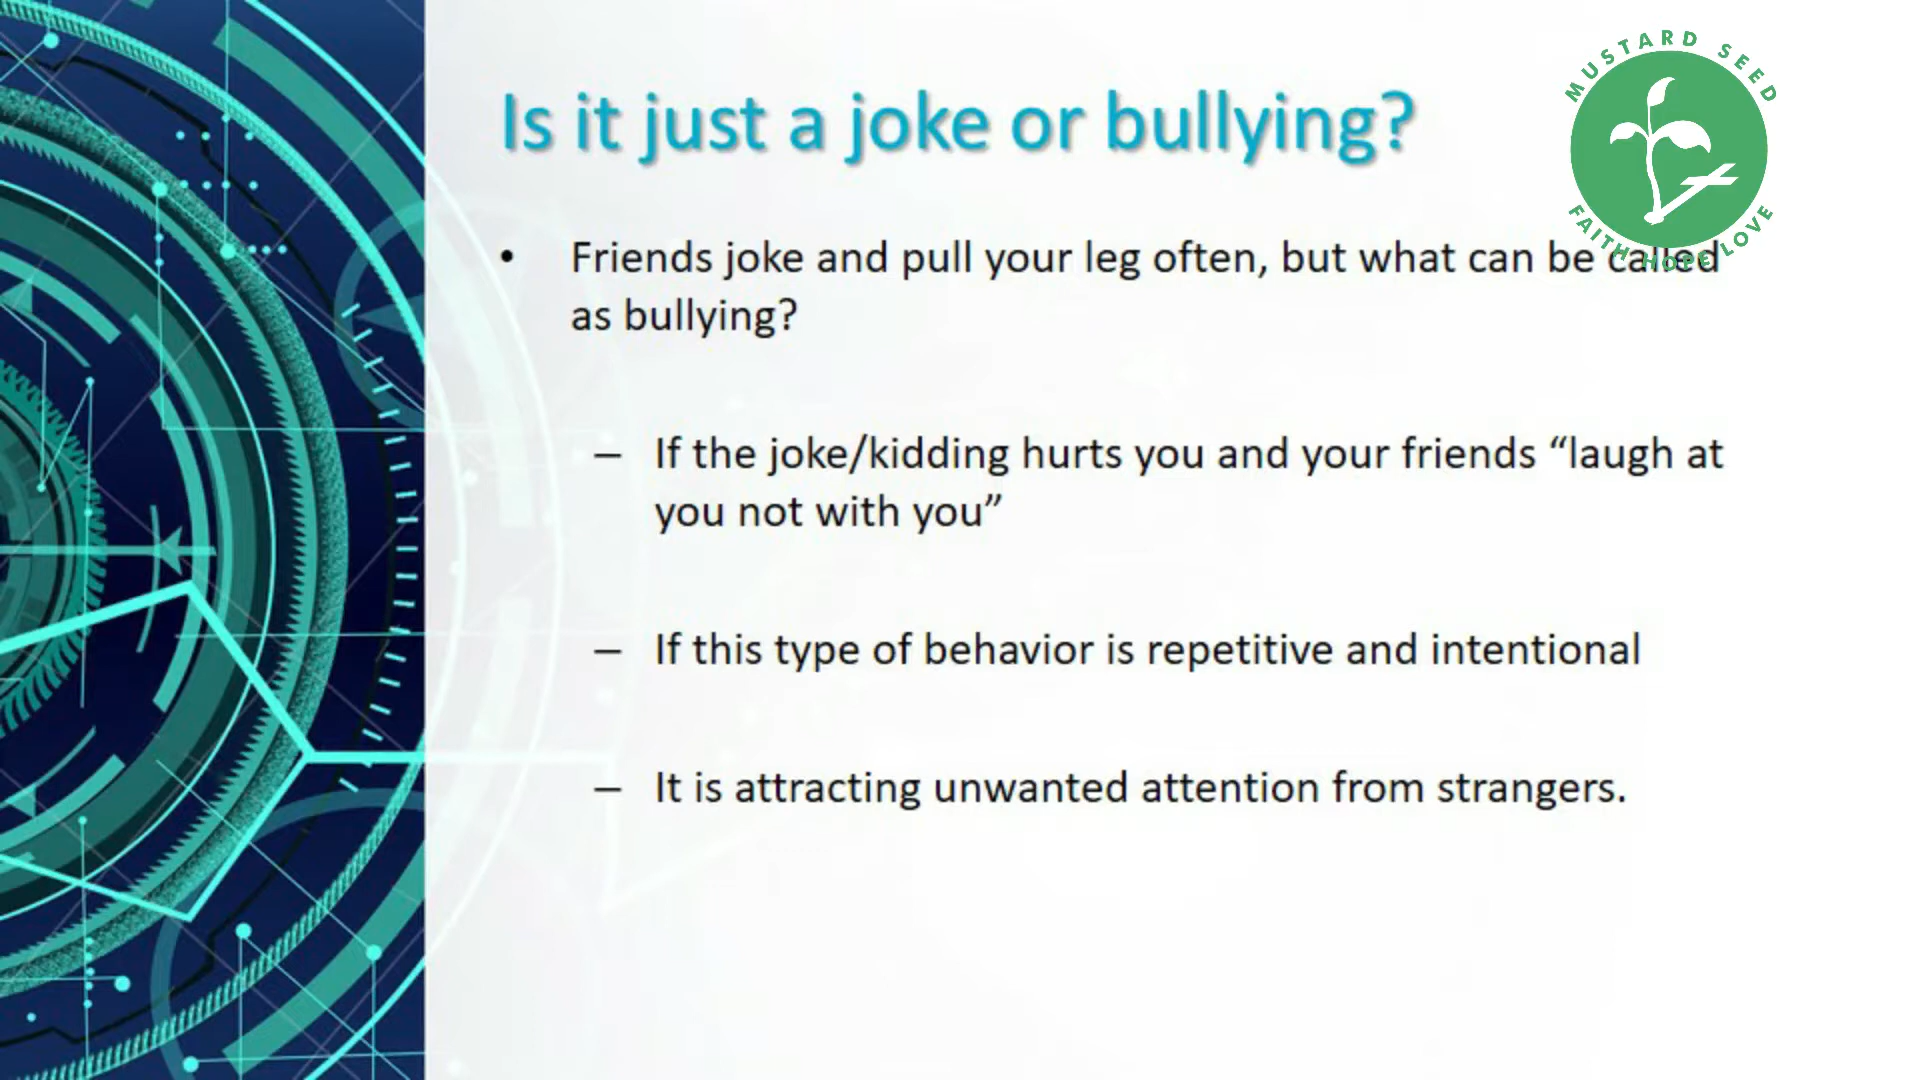 MUSTARD SEED
Is it just a joke or bullying?
FAITH HOPE LOVE
• Friends joke and pull your leg often, but what can be called
as bullying?
– If the joke/kidding hurts you and your friends “laugh at
you not with you”
– If this type of behavior is repetitive and intentional
– It is attracting unwanted attention from strangers.